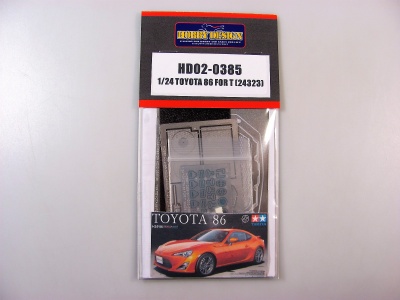 HOBBY DESIGN
HD02-0385
1/24 TOYOTA 86 FOR T (24323)
TOYOTA 86